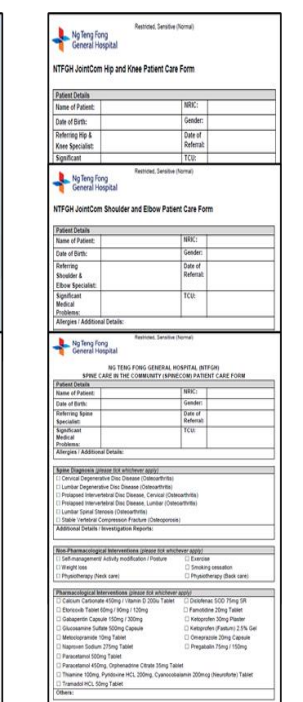 Restricted, Sensitive (Normal)
Ng Teng Fong
General Hospital
NTFGH JointCom Hip and Knee Patient Care Form
Patient Details
Name of Patient: NRIC:
Date of Birth: Gender:
Referring Hip & Date of
Knee Specialist: Referral:
Significant TCU:
Restricted, Sensitive (Normal)
Ng Teng Fong
General Hospital
NTFGH JointCom Shoulder and Elbow Patient Care Form
Patient Details
Name of Patient: NRIC:
Date of Birth: Gender:
Referring Date of
Shoulder & Referral:
Elbow Specialist:
Significant TCU:
Medical
Problems:
Allergies / Additional Details:
Restricted, Sensitive (Normal)
Ng Teng Fong
General Hospital
NG TENG FONG GENERAL HOSPITAL (NTFGH)
SPINE CARE IN THE COMMUNITY (SPINECOM) PATIENT CARE FORM
Patient Details
Name of Patient: NRIC:
Date of Birth: Gender:
Referring Spine Date of
Specialist: Referral:
Significant TCU:
Medical
Problems:
Allergies / Additional Details:
Spine Diagnosis (please tick whichever apply)
☐ Cervical Degenerative Disc Disease (Osteoarthritis)
☐ Lumbar Degenerative Disc Disease (Osteoarthritis)
☐ Prolapsed Intervertebral Disc Disease, Cervical (Osteoarthritis)
☐ Prolapsed Intervertebral Disc Disease, Lumbar (Osteoarthritis)
☐ Lumbar Spinal Stenosis (Osteoarthritis)
☐ Stable Vertebral Compression Fracture (Osteoporosis)
Additional Details / Investigation Reports:
Non-Pharmacological Interventions (please tick whichever apply)
☐ Self-management/ Activity modification / Posture ☐ Exercise
☐ Weight loss ☐ Smoking cessation
☐ Physiotherapy (Neck care) ☐ Physiotherapy (Back care)
Pharmacological Interventions (please tick whichever apply)
☐ Calcium Carbonate 450mg / Vitamin D 200iu Tablet ☐ Diclofenac SOD 75mg SR
☐ Etoricoxib Tablet 60mg / 90mg / 120mg ☐ Famotidine 20mg Tablet
☐ Gabapentin Capsule 150mg / 300mg ☐ Ketoprofen 30mg Plaster
☐ Glucosamine Sulfate 500mg Capsule ☐ Ketoprofen (Fastum) 2.5% Gel
☐ Metoclopramide 10mg Tablet ☐ Omeprazole 20mg Capsule
☐ Naproxen Sodium 275mg Tablet ☐ Pregabalin 75mg / 150mg
☐ Paracetamol 500mg Tablet
☐ Paracetamol 450mg, Orphenadrine Citrate 35mg Tablet
☐ Thiamine 100mg, Pyridoxine HCL 200mg, Cyanocobalamin 200mcg (Neuroforte) Tablet
☐ Tramadol HCL 50mg Tablet
Others: